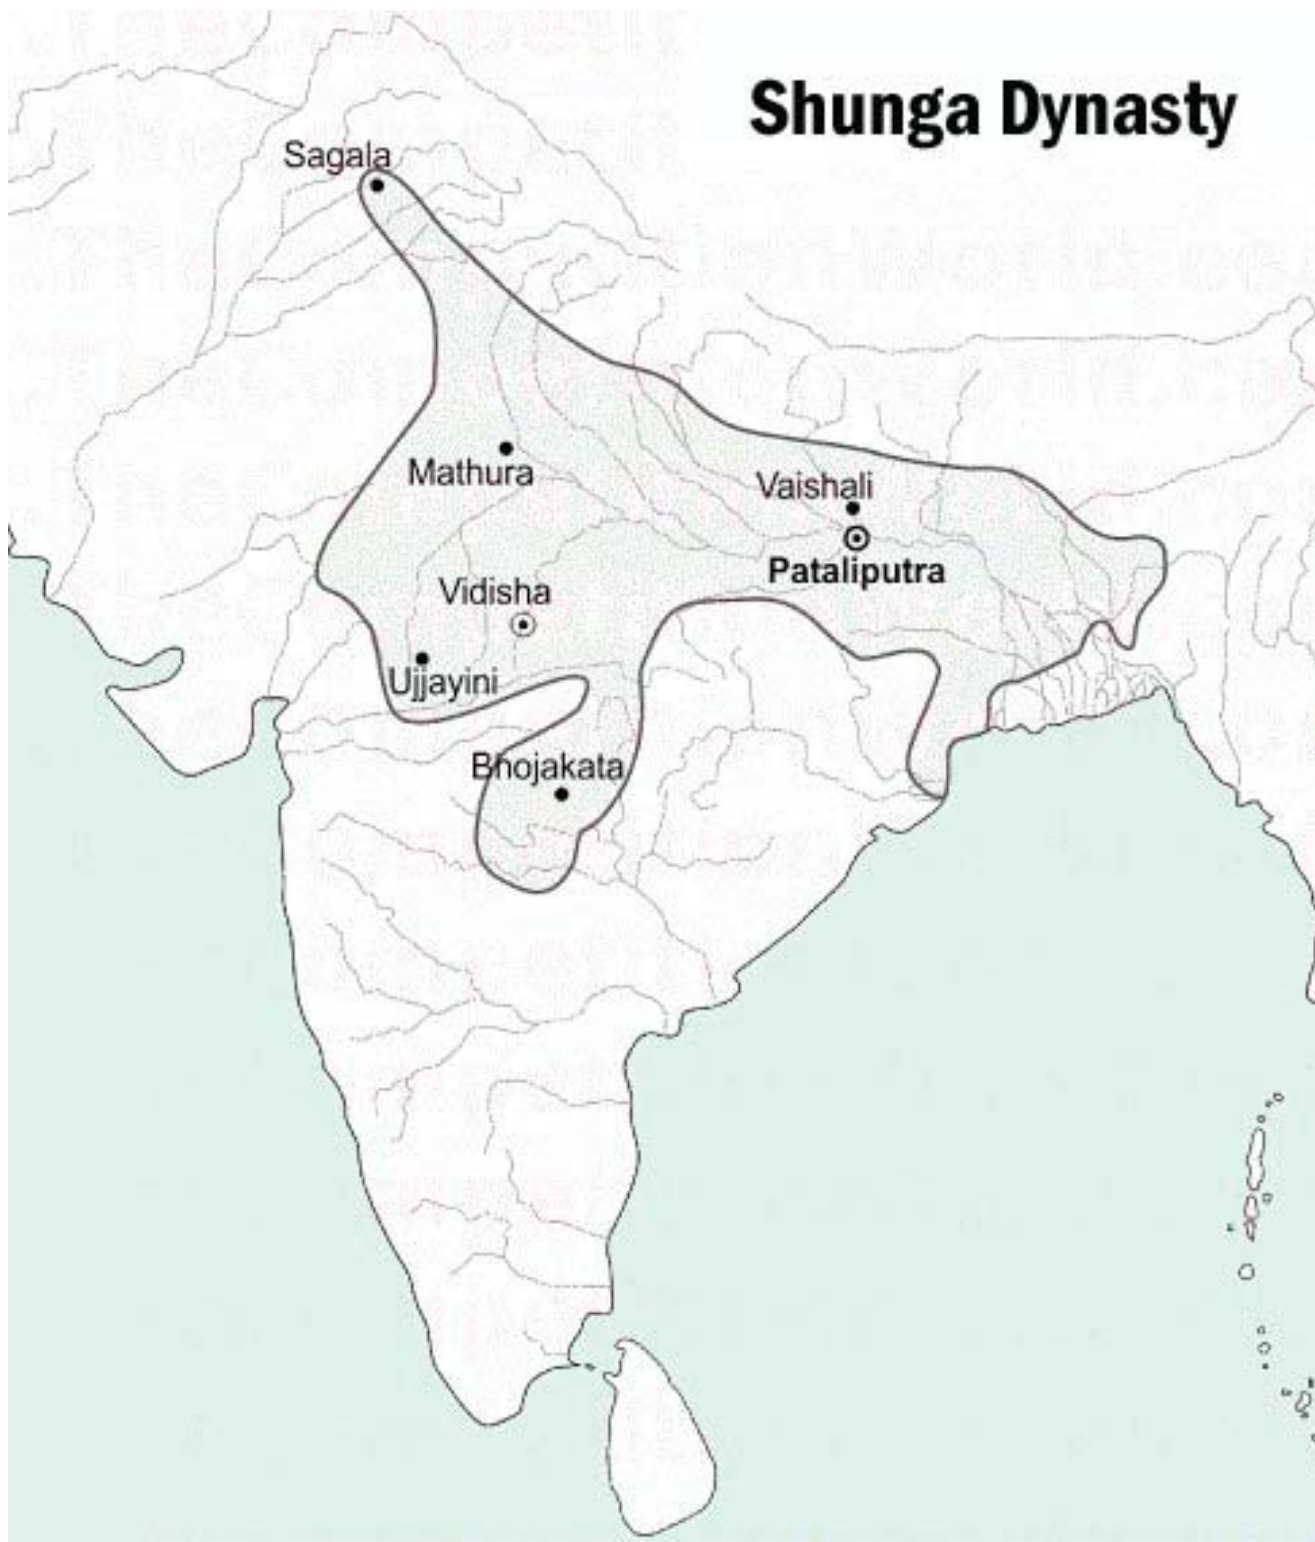 Shunga Dynasty
Sagala
Mathura
Vaishali
Pataliputra
Vidisha
Ujjayini
Bhojakata